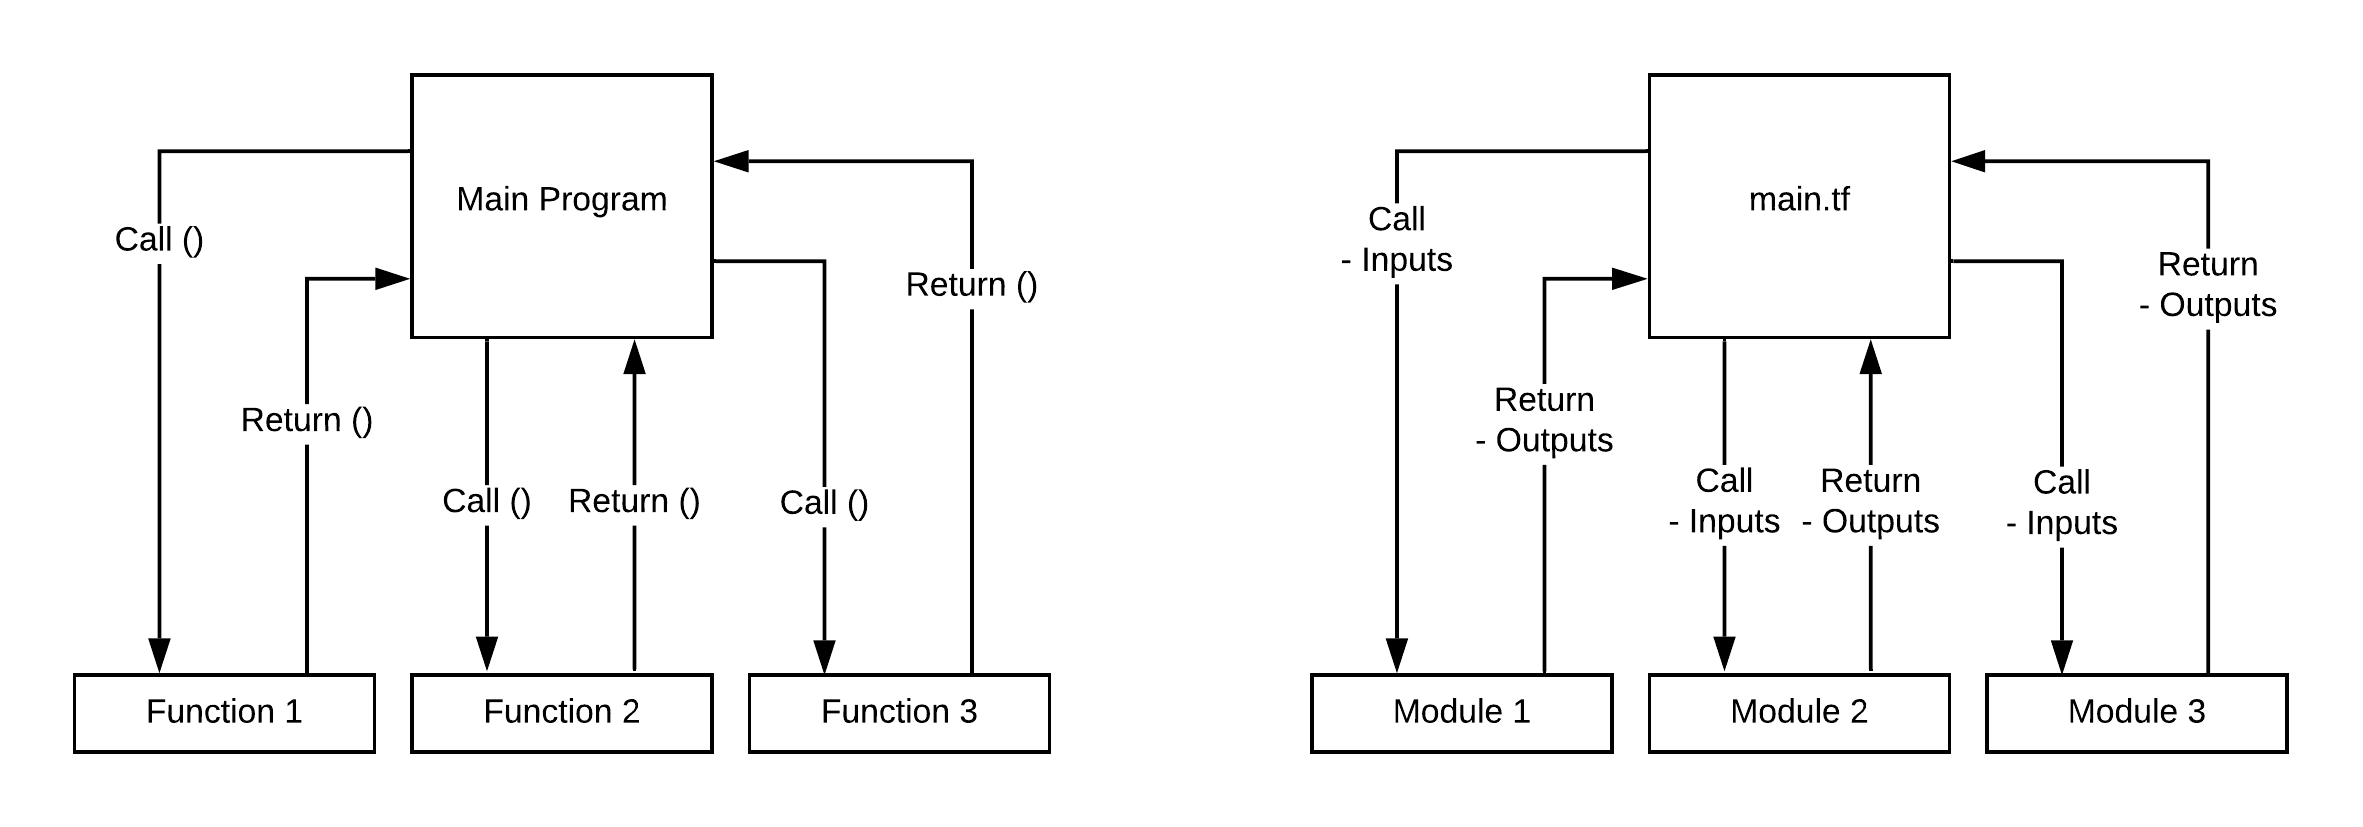 Main Program
Call ()
Return ()
Call ()
Return ()
Call ()
Return ()
Function 1
Function 2
Function 3
main.tf
Call
- Inputs
Return
- Outputs
Call
- Inputs
Return
- Outputs
Call
- Inputs
Return
- Outputs
Module 1
Module 2
Module 3